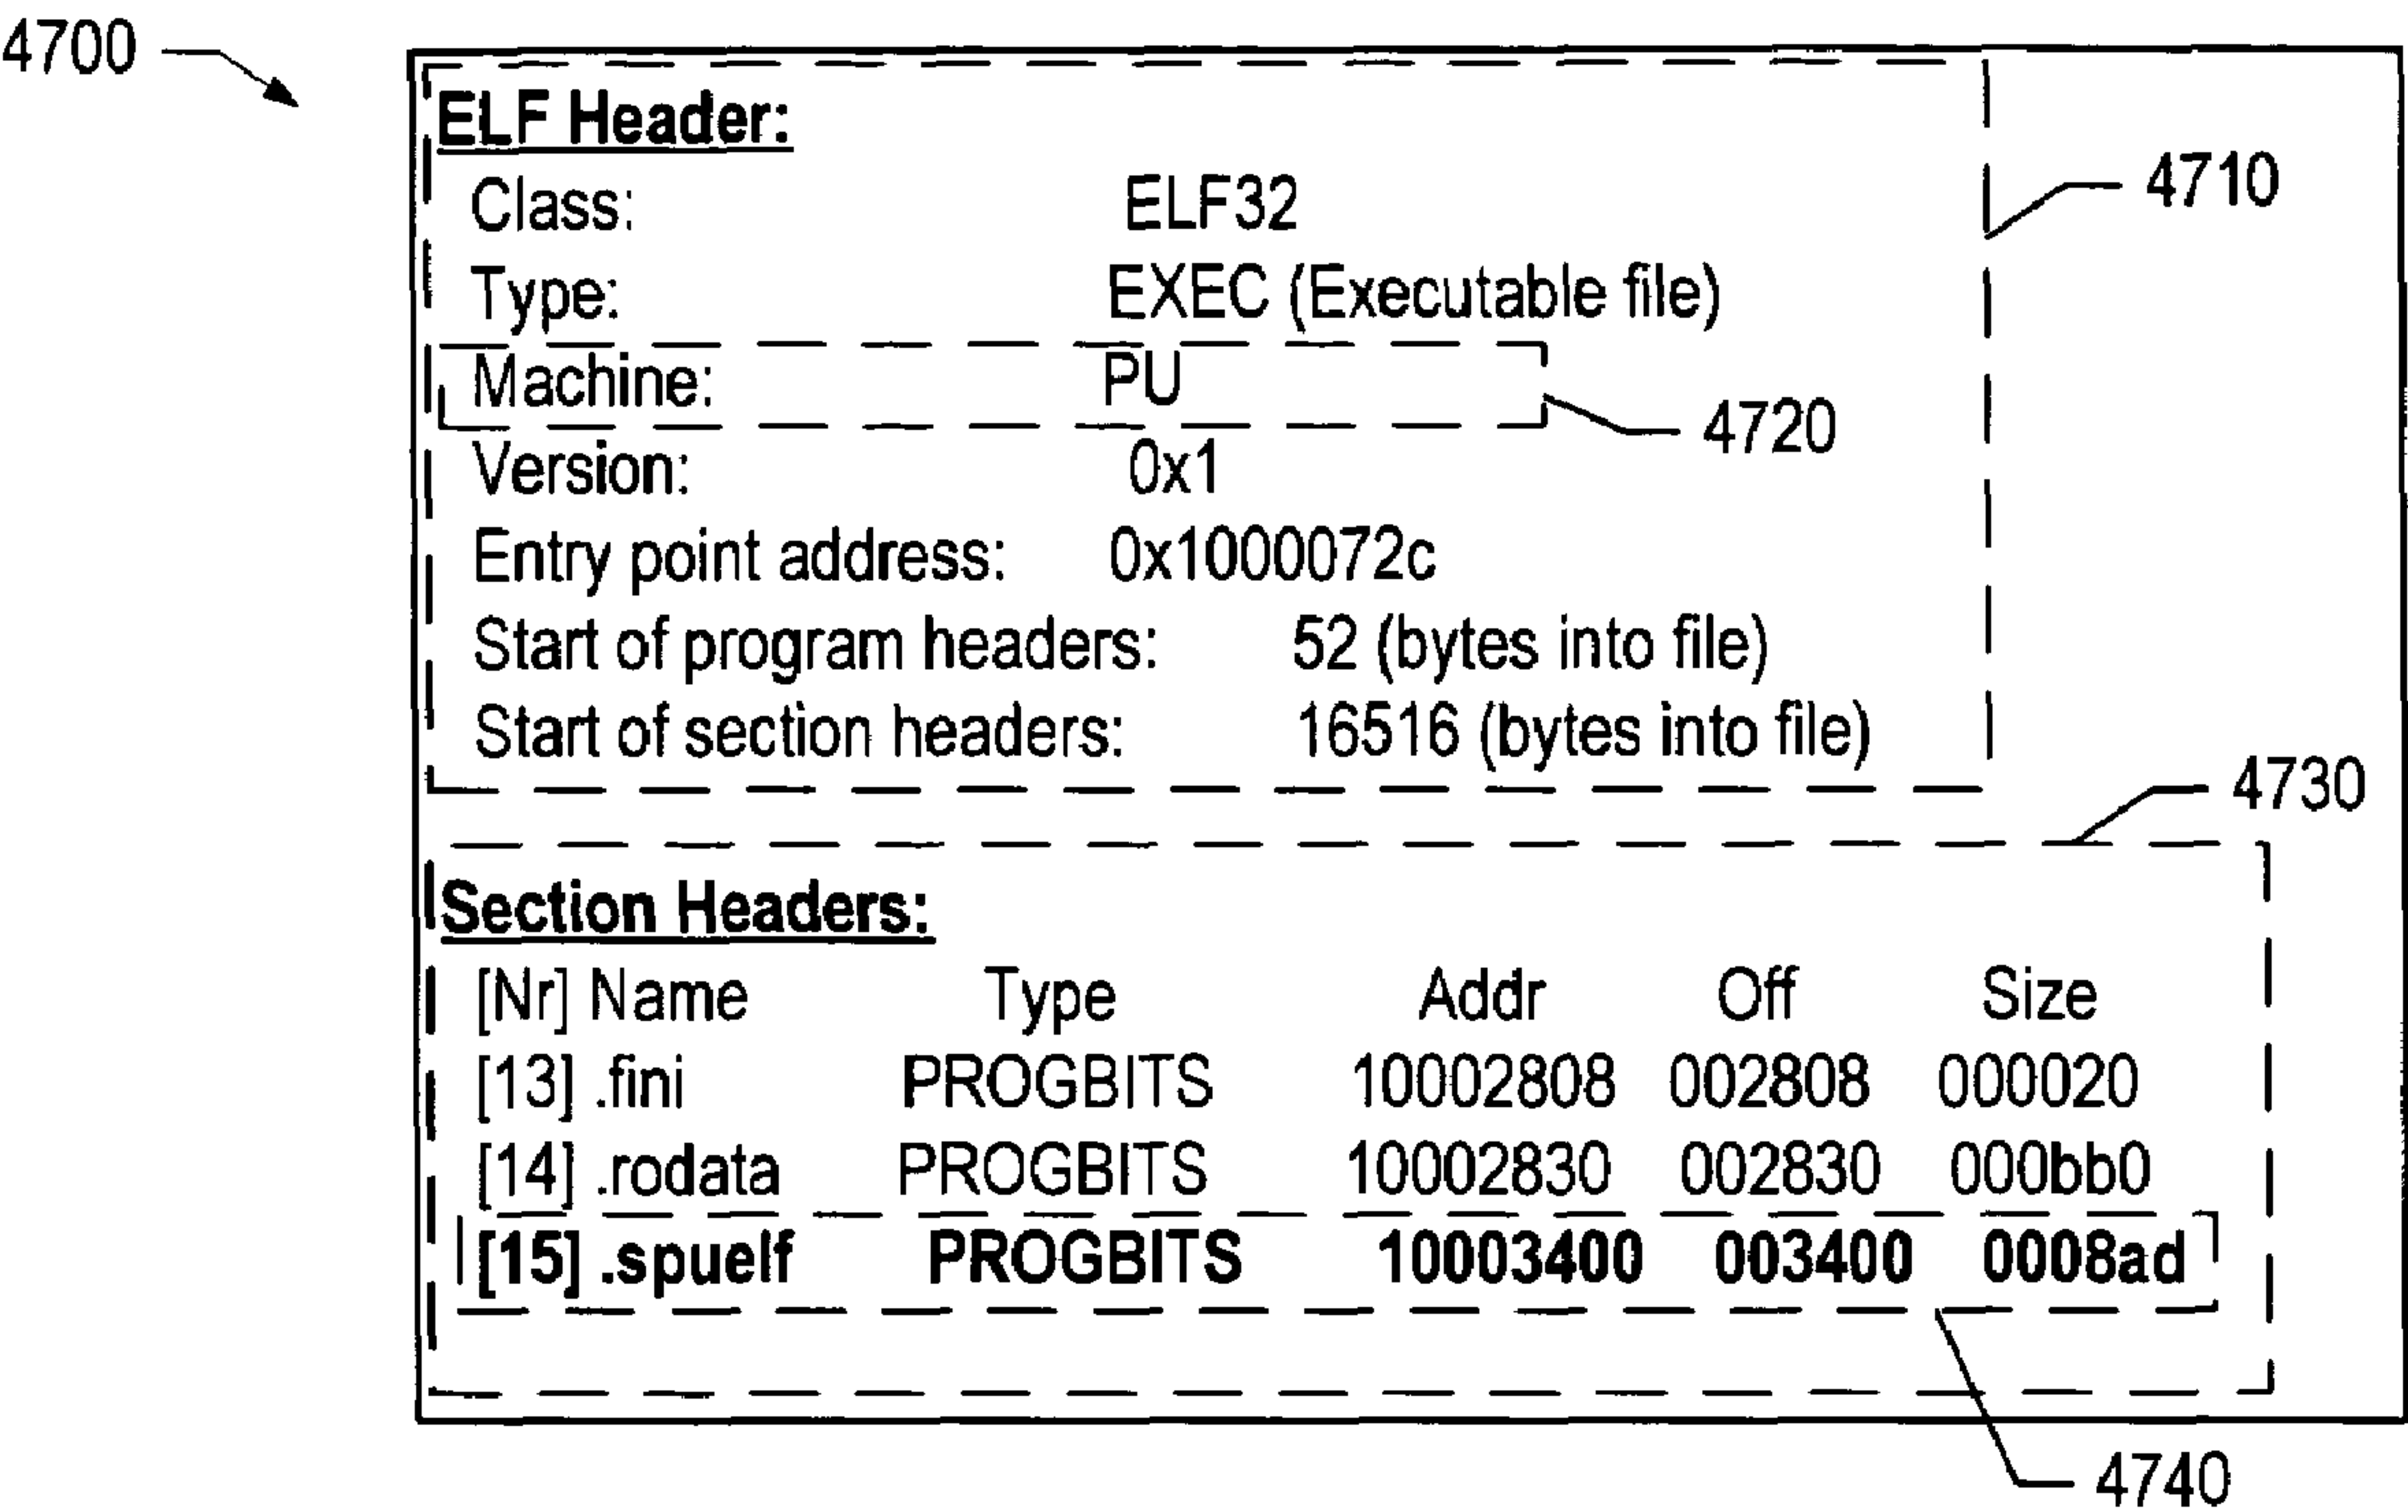 4700
ELF Header:
Class: ELF32
4710
Type: EXEC (Executable file)
Machine: PU
4720
Version: 0x1
Entry point address: 0x1000072c
Start of program headers: 52 (bytes into file)
Start of section headers: 16516 (bytes into file)
4730
Section Headers:
[Nr] Name Type Addr Off Size
[13] .fini PROGBITS 10002808 002808 000020
[14] .rodata PROGBITS 10002830 002830 000bb0
[15] .spuelf PROGBITS 10003400 003400 0008ad
4740